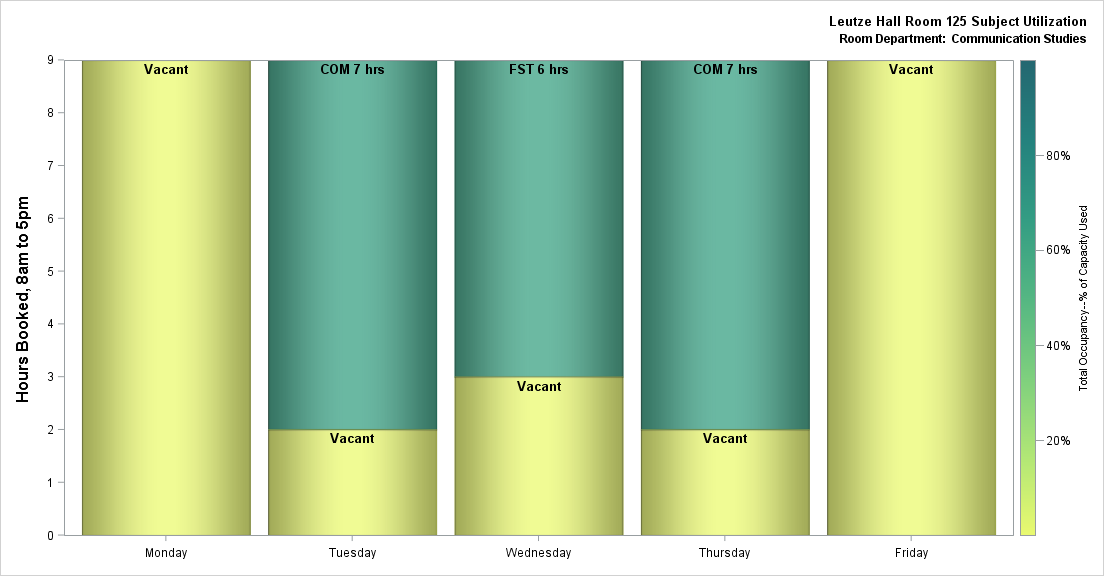 Leutze Hall Room 125 Subject Utilization
Room Department: Communication Studies
Hours Booked, 8am to 5pm
9
8
7
6
5
4
3
2
1
0
Vacant
COM 7 hrs
FST 6 hrs
COM 7 hrs
Vacant
Vacant
Vacant
Vacant
Monday
Tuesday
Wednesday
Thursday
Friday
80%
60%
40%
20%
Total Occupancy--% of Capacity Used